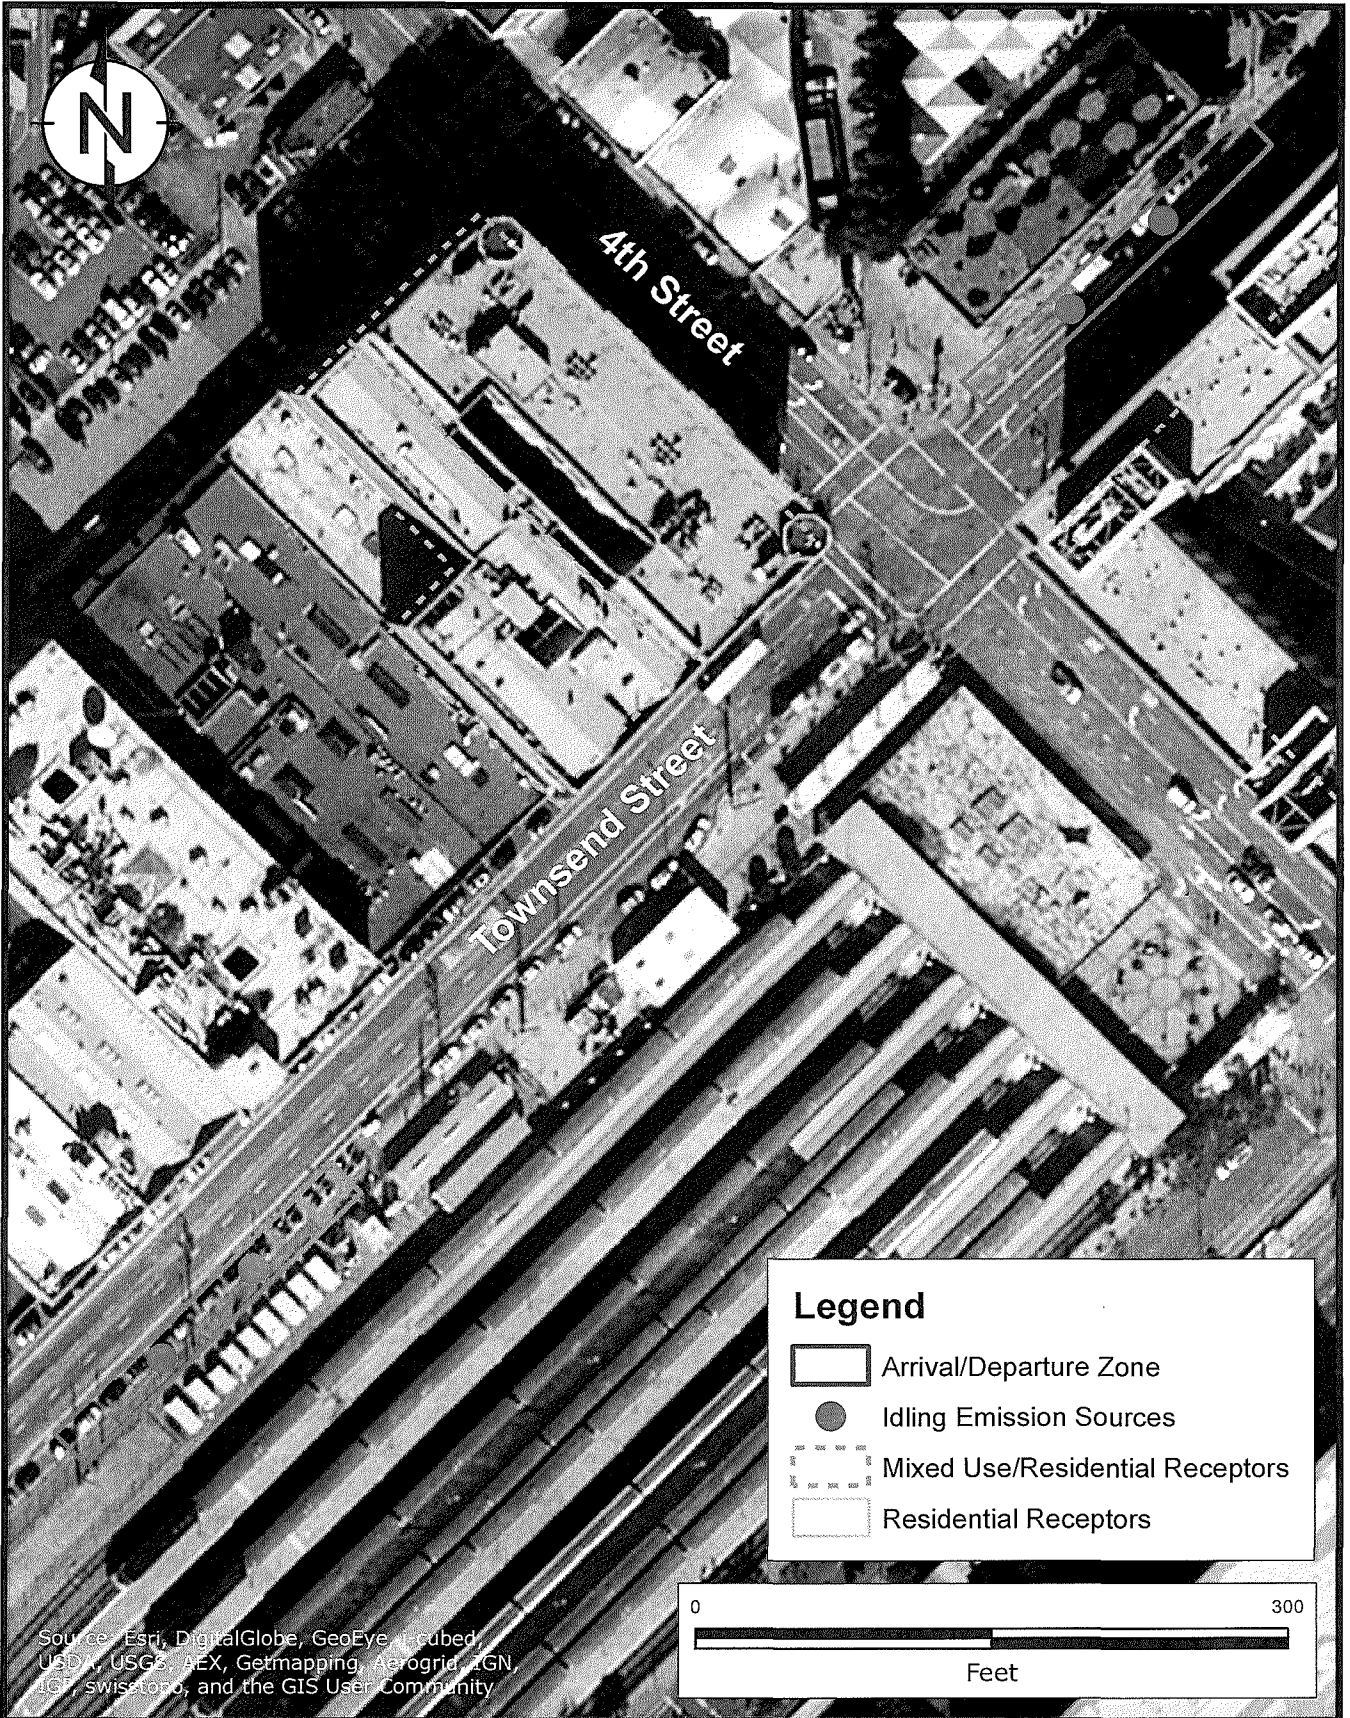 N
4th Street
Townsend Street
Legend
Arrival/Departure Zone
Idling Emission Sources
Mixed Use/Residential Receptors
Residential Receptors
0 300
Feet
Source: Esri, DigitalGlobe, GeoEye, i-cubed,
USDA, USGS, AEX, Getmapping, Aerogrid, IGN,
IGP, swisstopo, and the GIS User Community